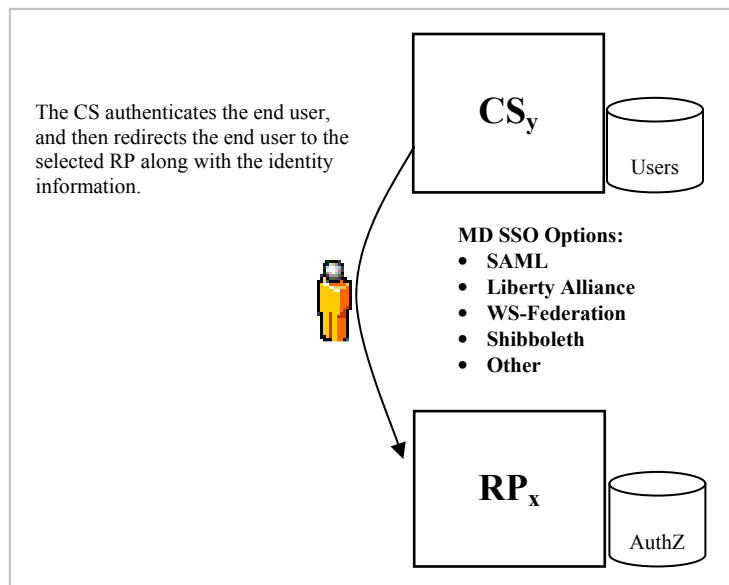 The CS authenticates the end user,
and then redirects the end user to the
selected RP along with the identity
information.
CSy
Users
MD SSO Options:
• SAML
• Liberty Alliance
• WS-Federation
• Shibboleth
• Other
RPx
AuthZ